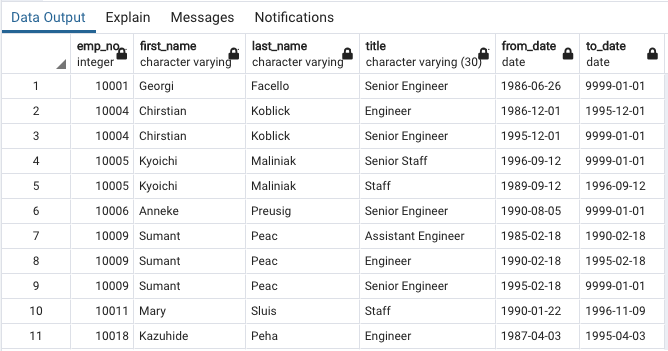 Data Output Explain Messages Notifications
emp_no first_name last_name title from_date to_date
integer character varying character varying character varying (30) date date
1 10001 Georgi Facello Senior Engineer 1986-06-26 9999-01-01
2 10004 Chirstian Koblick Engineer 1986-12-01 1995-12-01
3 10004 Chirstian Koblick Senior Engineer 1995-12-01 9999-01-01
4 10005 Kyoichi Maliniak Senior Staff 1996-09-12 9999-01-01
5 10005 Kyoichi Maliniak Staff 1989-09-12 1996-09-12
6 10006 Anneke Preusig Senior Engineer 1990-08-05 9999-01-01
7 10009 Sumant Peac Assistant Engineer 1985-02-18 1990-02-18
8 10009 Sumant Peac Engineer 1990-02-18 1995-02-18
9 10009 Sumant Peac Senior Engineer 1995-02-18 9999-01-01
10 10011 Mary Sluis Staff 1990-01-22 1996-11-09
11 10018 Kazuhide Peha Engineer 1987-04-03 1995-04-03